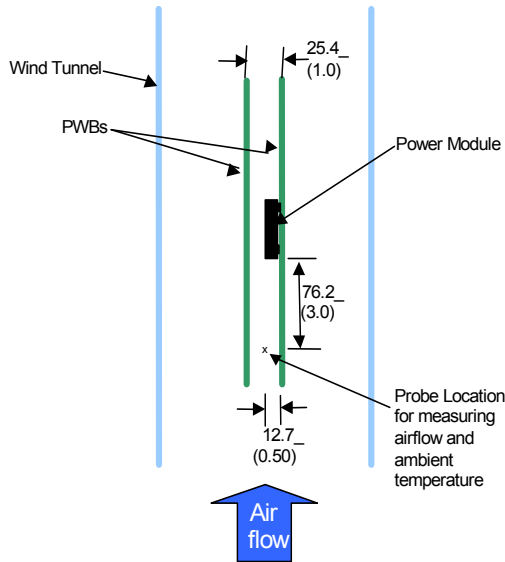 25.4_
(1.0)
Wind Tunnel
PWBs
Power Module
76.2_
(3.0)
x
Probe Location
for measuring
airflow and
ambient
temperature
12.7_
(0.50)
Air
flow